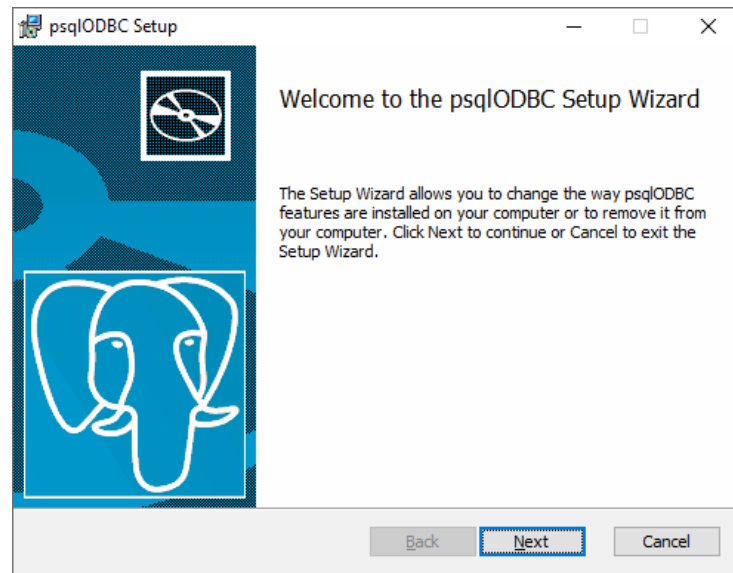 psqlODBC Setup
Welcome to the psqlODBC Setup Wizard
The Setup Wizard allows you to change the way psqlODBC
features are installed on your computer or to remove it from
your computer. Click Next to continue or Cancel to exit the
Setup Wizard.
Back Next Cancel